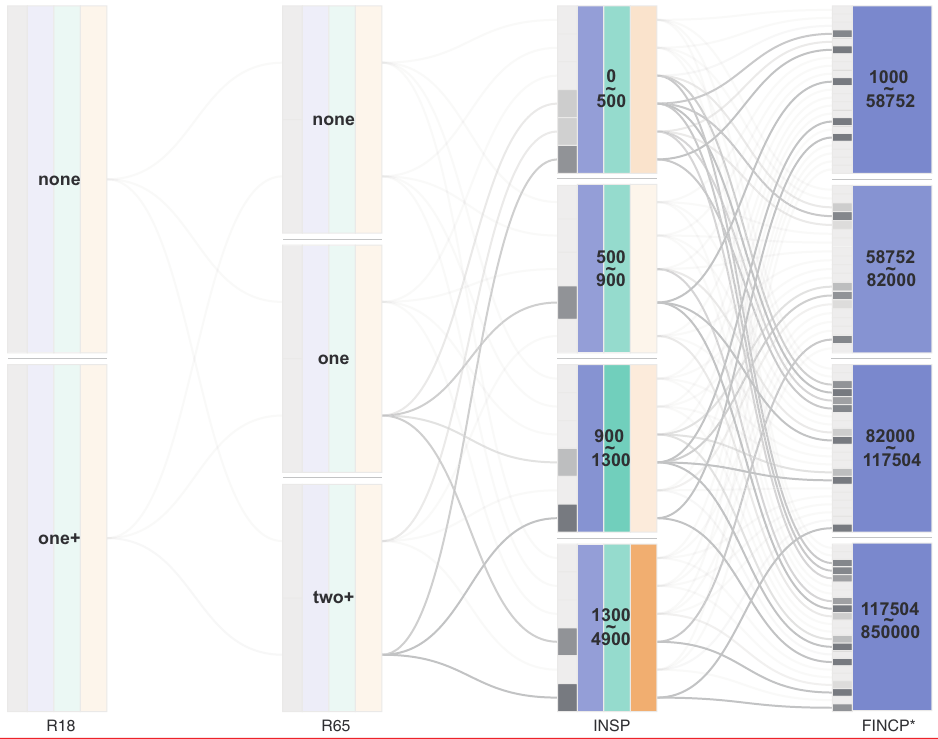 none
one+
R18
none
one
two+
R65
0
~
500
500
~
900
900
~
1300
1300
~
4900
INSP
1000
~
58752
58752
~
82000
82000
~
117504
117504
~
850000
FINCP*